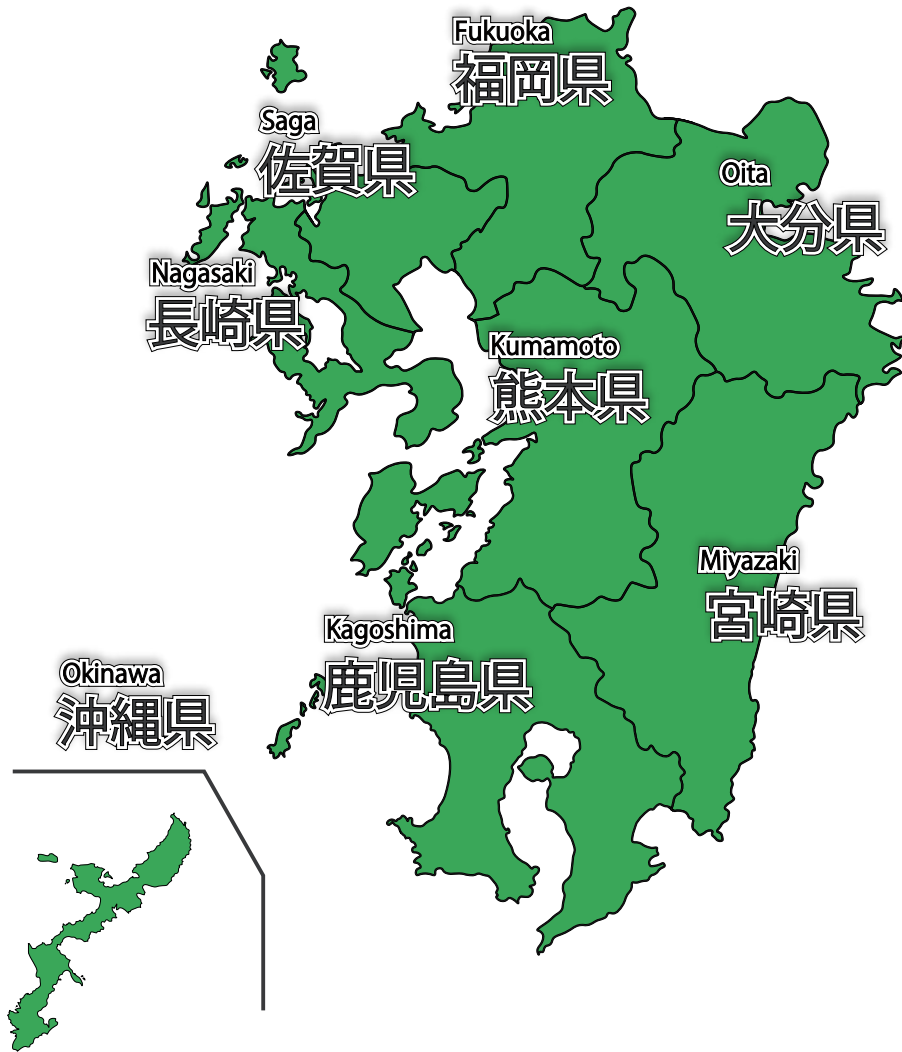 Fukuoka
福岡県
Saga
佐賀県
Oita
大分県
Nagasaki
長崎県
Kumamoto
熊本県
Miyazaki
宮崎県
Kagoshima
鹿児島県
Okinawa
沖縄県